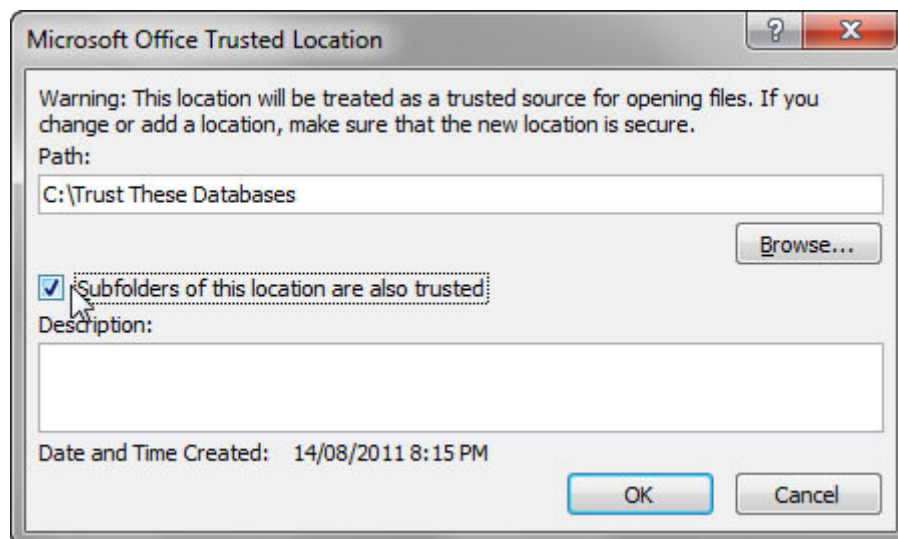 Microsoft Office Trusted Location
Warning: This location will be treated as a trusted source for opening files. If you
change or add a location, make sure that the new location is secure.
Path:
C:\Trust These Databases
Browse...
Subfolders of this location are also trusted
Description:
Date and Time Created: 14/08/2011 8:15 PM
OK Cancel